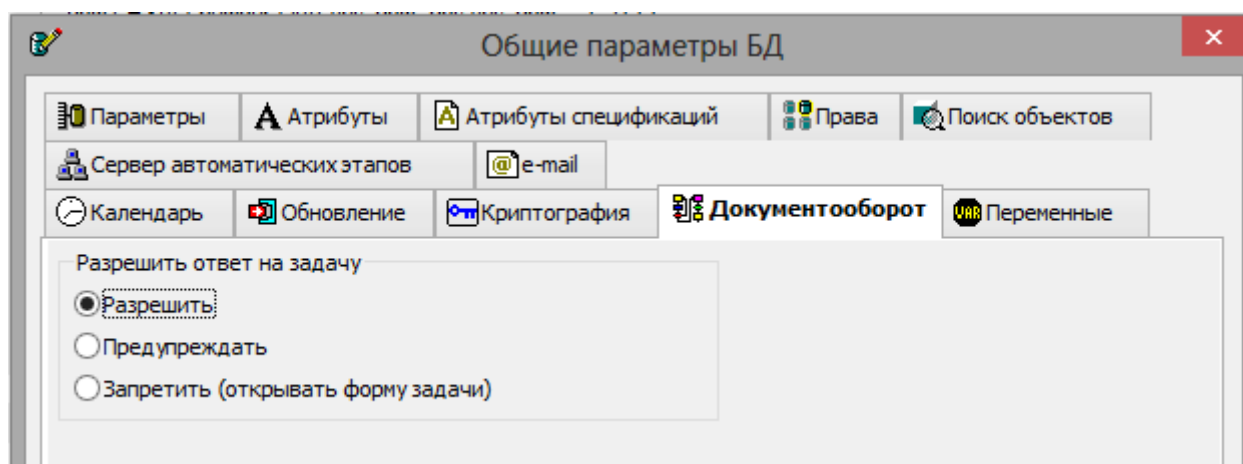 Общие параметры БД
Параметры Атрибуты Атрибуты спецификаций Права Поиск объектов
Сервер автоматических этапов e-mail
Календарь Обновление Криптография Документооборот VAR Переменные
Разрешить ответ на задачу
Разрешить
Предупреждать
Запретить (открывать форму задачи)